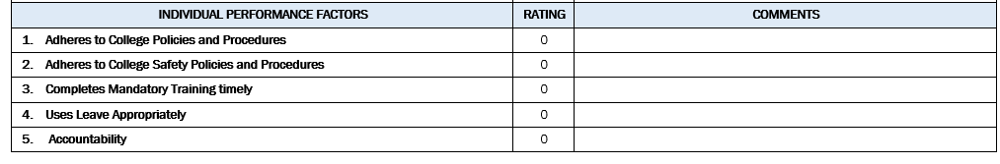 INDIVIDUAL PERFORMANCE FACTORS RATING COMMENTS
1. Adheres to College Policies and Procedures 0
2. Adheres to College Safety Policies and Procedures 0
3. Completes Mandatory Training timely 0
4. Uses Leave Appropriately 0
5. Accountability 0